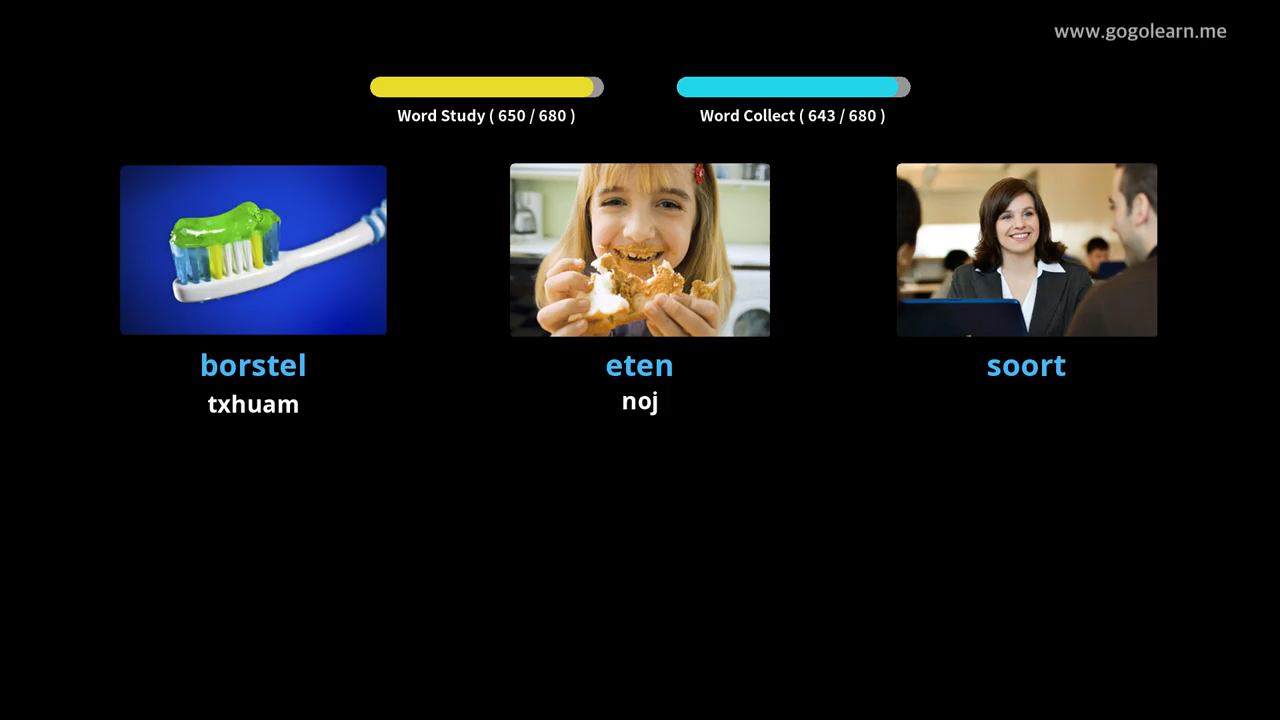 www.gogolearn.me
Word Study ( 650 / 680 )
Word Collect ( 643 / 680 )
borstel
eten
soort
txhuam
noj